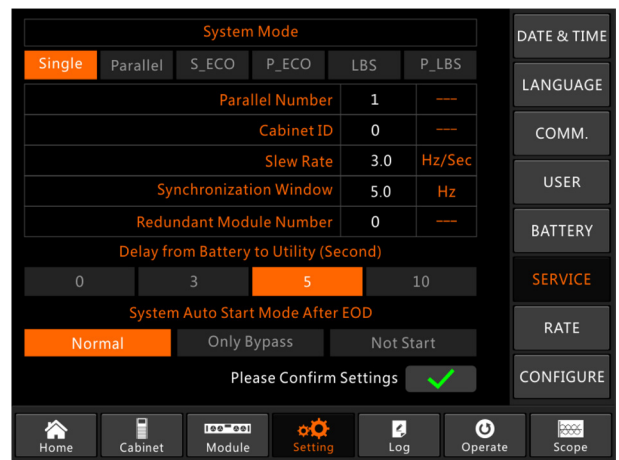 System Mode
Single Parallel S_ECO P_ECO LBS P_LBS
Parallel Number 1 ---
Cabinet ID 0 ---
Slew Rate 3.0 Hz/Sec
Synchronization Window 5.0 Hz
Redundant Module Number 0 ---
Delay from Battery to Utility (Second)
0 3 5 10
System Auto Start Mode After EOD
Normal Only Bypass Not Start
Please Confirm Settings
DATE & TIME
LANGUAGE
COMM.
USER
BATTERY
SERVICE
RATE
CONFIGURE
Home Cabinet Module Setting Log Operate Scope